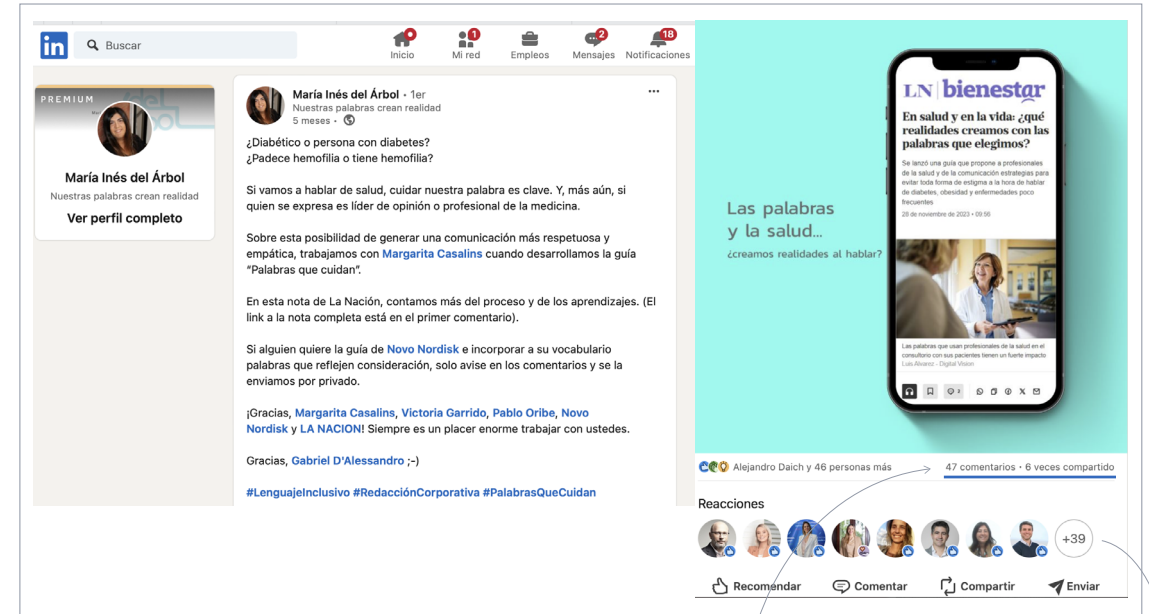 in
Buscar
Inicio
1
Mi red
Empleos
2
Mensajes
18
Notificaciones
PREMIUM
María Inés del Árbol
Nuestras palabras crean realidad
Ver perfil completo
María Inés del Árbol • 1er
Nuestras palabras crean realidad
5 meses •
¿Diabético o persona con diabetes?
¿Padece hemofilia o tiene hemofilia?
Si vamos a hablar de salud, cuidar nuestra palabra es clave. Y, más aún, si
quien se expresa es líder de opinión o profesional de la medicina.
Sobre esta posibilidad de generar una comunicación más respetuosa y
empática, trabajamos con Margarita Casalins cuando desarrollamos la guía
“Palabras que cuidan”.
En esta nota de La Nación, contamos más del proceso y de los aprendizajes. (El
link a la nota completa está en el primer comentario).
Si alguien quiere la guía de Novo Nordisk e incorporar a su vocabulario
palabras que reflejen consideración, solo avise en los comentarios y se la
enviamos por privado.
¡Gracias, Margarita Casalins, Victoria Garrido, Pablo Oribe, Novo
Nordisk y LA NACION! Siempre es un placer enorme trabajar con ustedes.
Gracias, Gabriel D'Alessandro ;-)
#LenguajeInclusivo #RedacciónCorporativa #PalabrasQueCuidan
Las palabras
y la salud...
¿creamos realidades al hablar?
LN bienestar
En salud y en la vida: ¿qué
realidades creamos con las
palabras que elegimos?
Se lanzó una guía que propone a profesionales
de la salud y de la comunicación estrategias para
evitar toda forma de estigma a la hora de hablar
de diabetes, obesidad y enfermedades poco
frecuentes
28 de noviembre de 2023 • 09:56
Las palabras que usan profesionales de la salud en el
consultorio con sus pacientes tienen un fuerte impacto
Luis Alvarez - Digital Vision
Alejandro Daich y 46 personas más
47 comentarios • 6 veces compartido
Reacciones
+39
Recomendar
Comentar
Compartir
Enviar